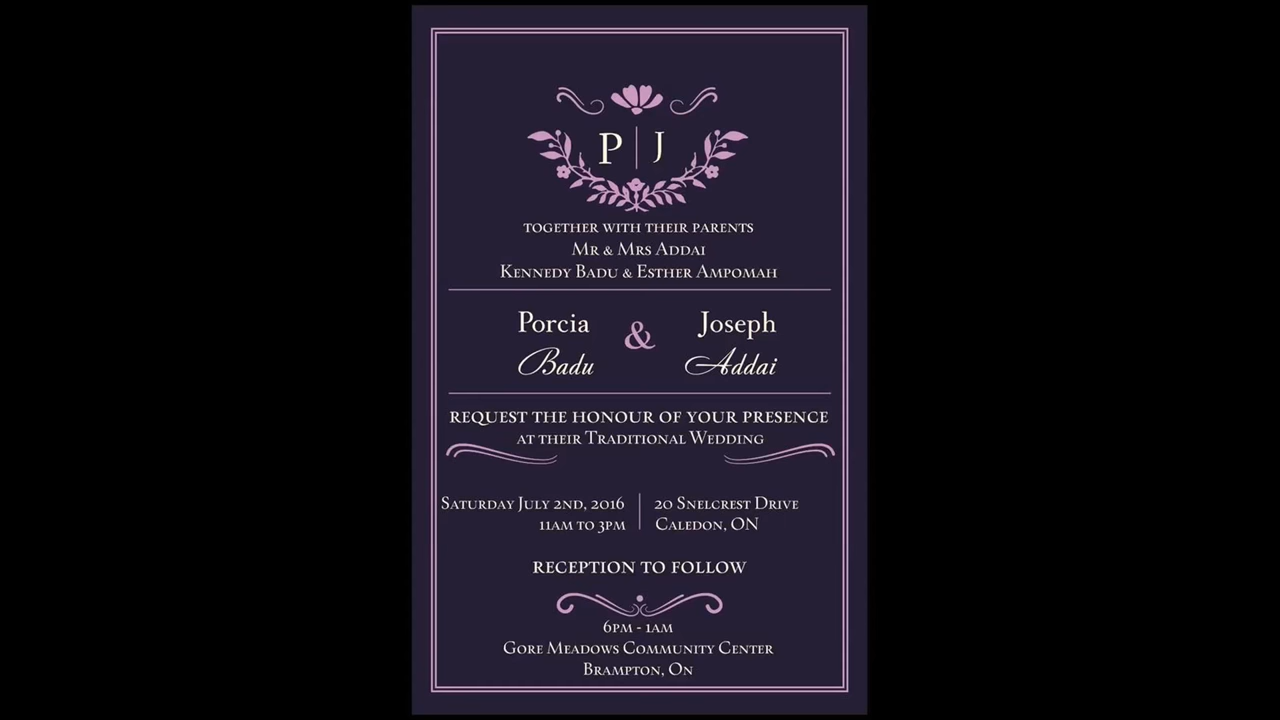 P | J
TOGETHER WITH THEIR PARENTS
MR & MRS ADDAI
KENNEDY BADU & ESTHER AMPOMAH
Porcia & Joseph
Badu Addai
REQUEST THE HONOUR OF YOUR PRESENCE
AT THEIR TRADITIONAL WEDDING
SATURDAY JULY 2ND, 2016
11AM TO 3PM
20 SNELCREST DRIVE
CALEDON, ON
RECEPTION TO FOLLOW
6PM - 1AM
GORE MEADOWS COMMUNITY CENTER
BRAMPTON, ON